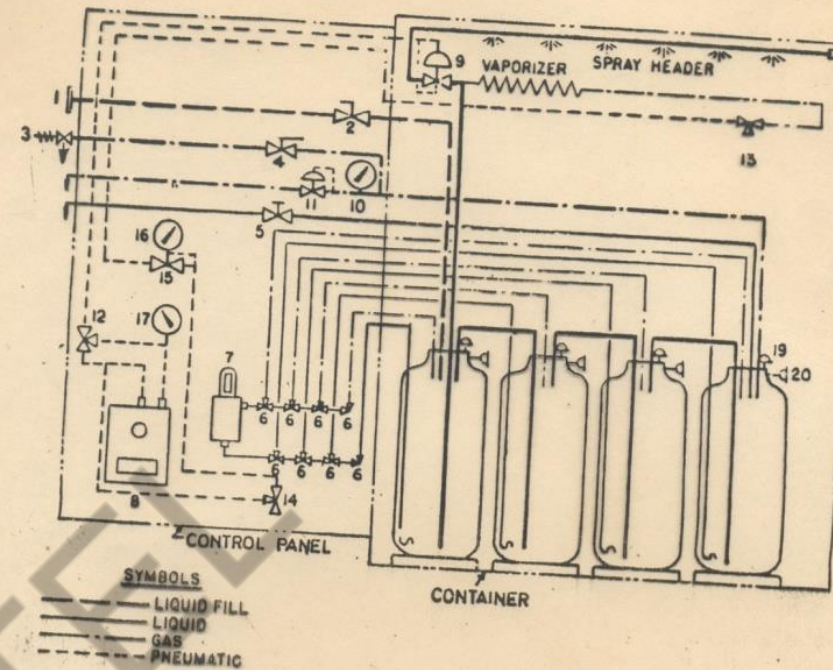 9
VAPORIZER
SPRAY HEADER
1
2
3
4
13
11
10
5
16
15
12
17
7
19
20
6 6 6 6
6 6 6 6
8
14
CONTROL PANEL
CONTAINER
SYMBOLS
LIQUID FILL
LIQUID
GAS
PNEUMATIC
S S S S